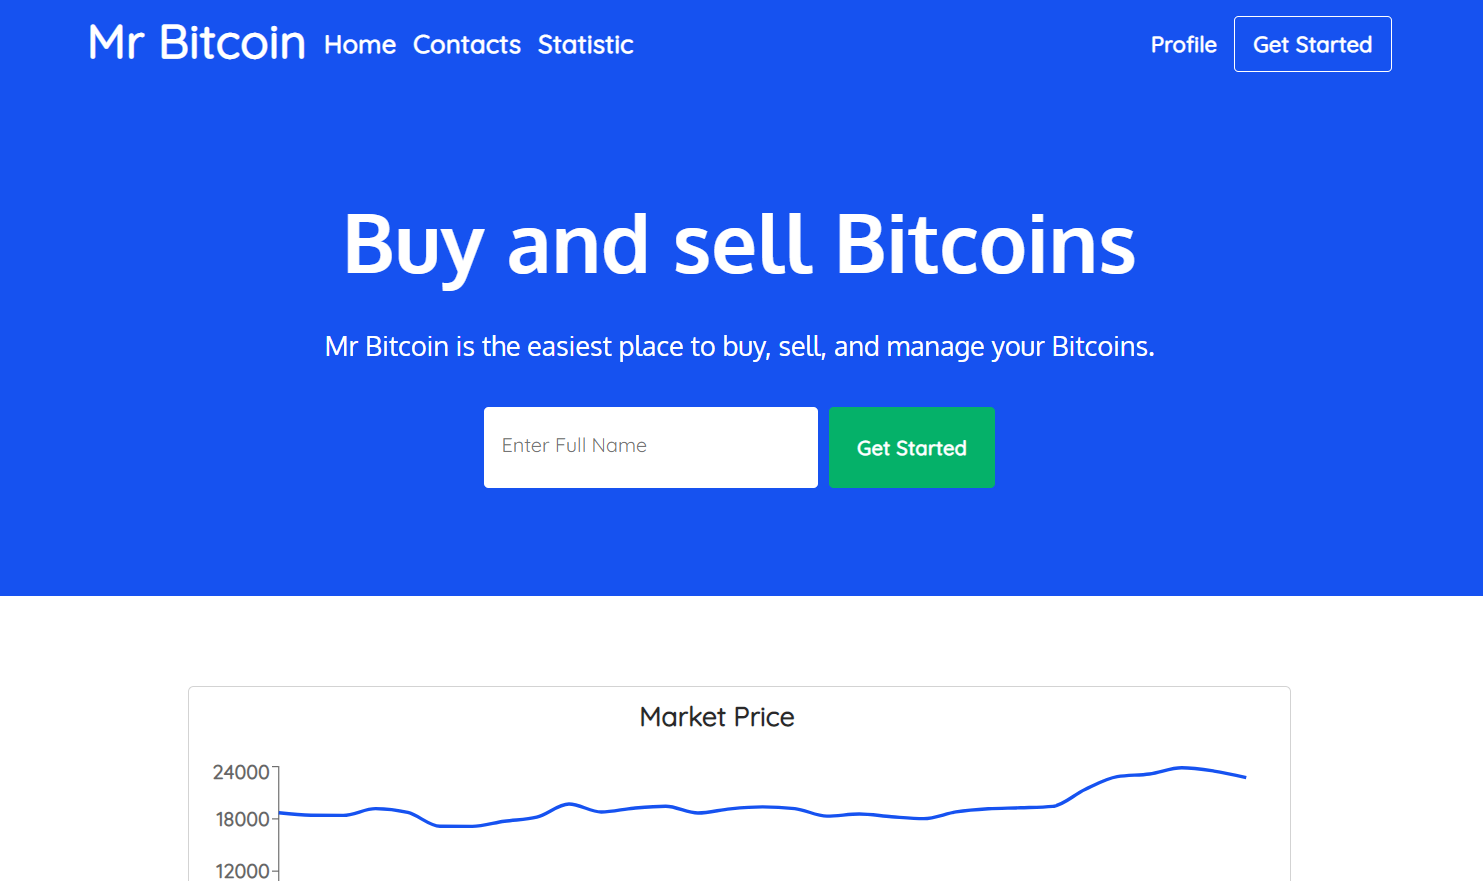 Mr Bitcoin Home Contacts Statistic Profile Get Started
Buy and sell Bitcoins
Mr Bitcoin is the easiest place to buy, sell, and manage your Bitcoins.
Enter Full Name Get Started
Market Price
24000
18000
12000